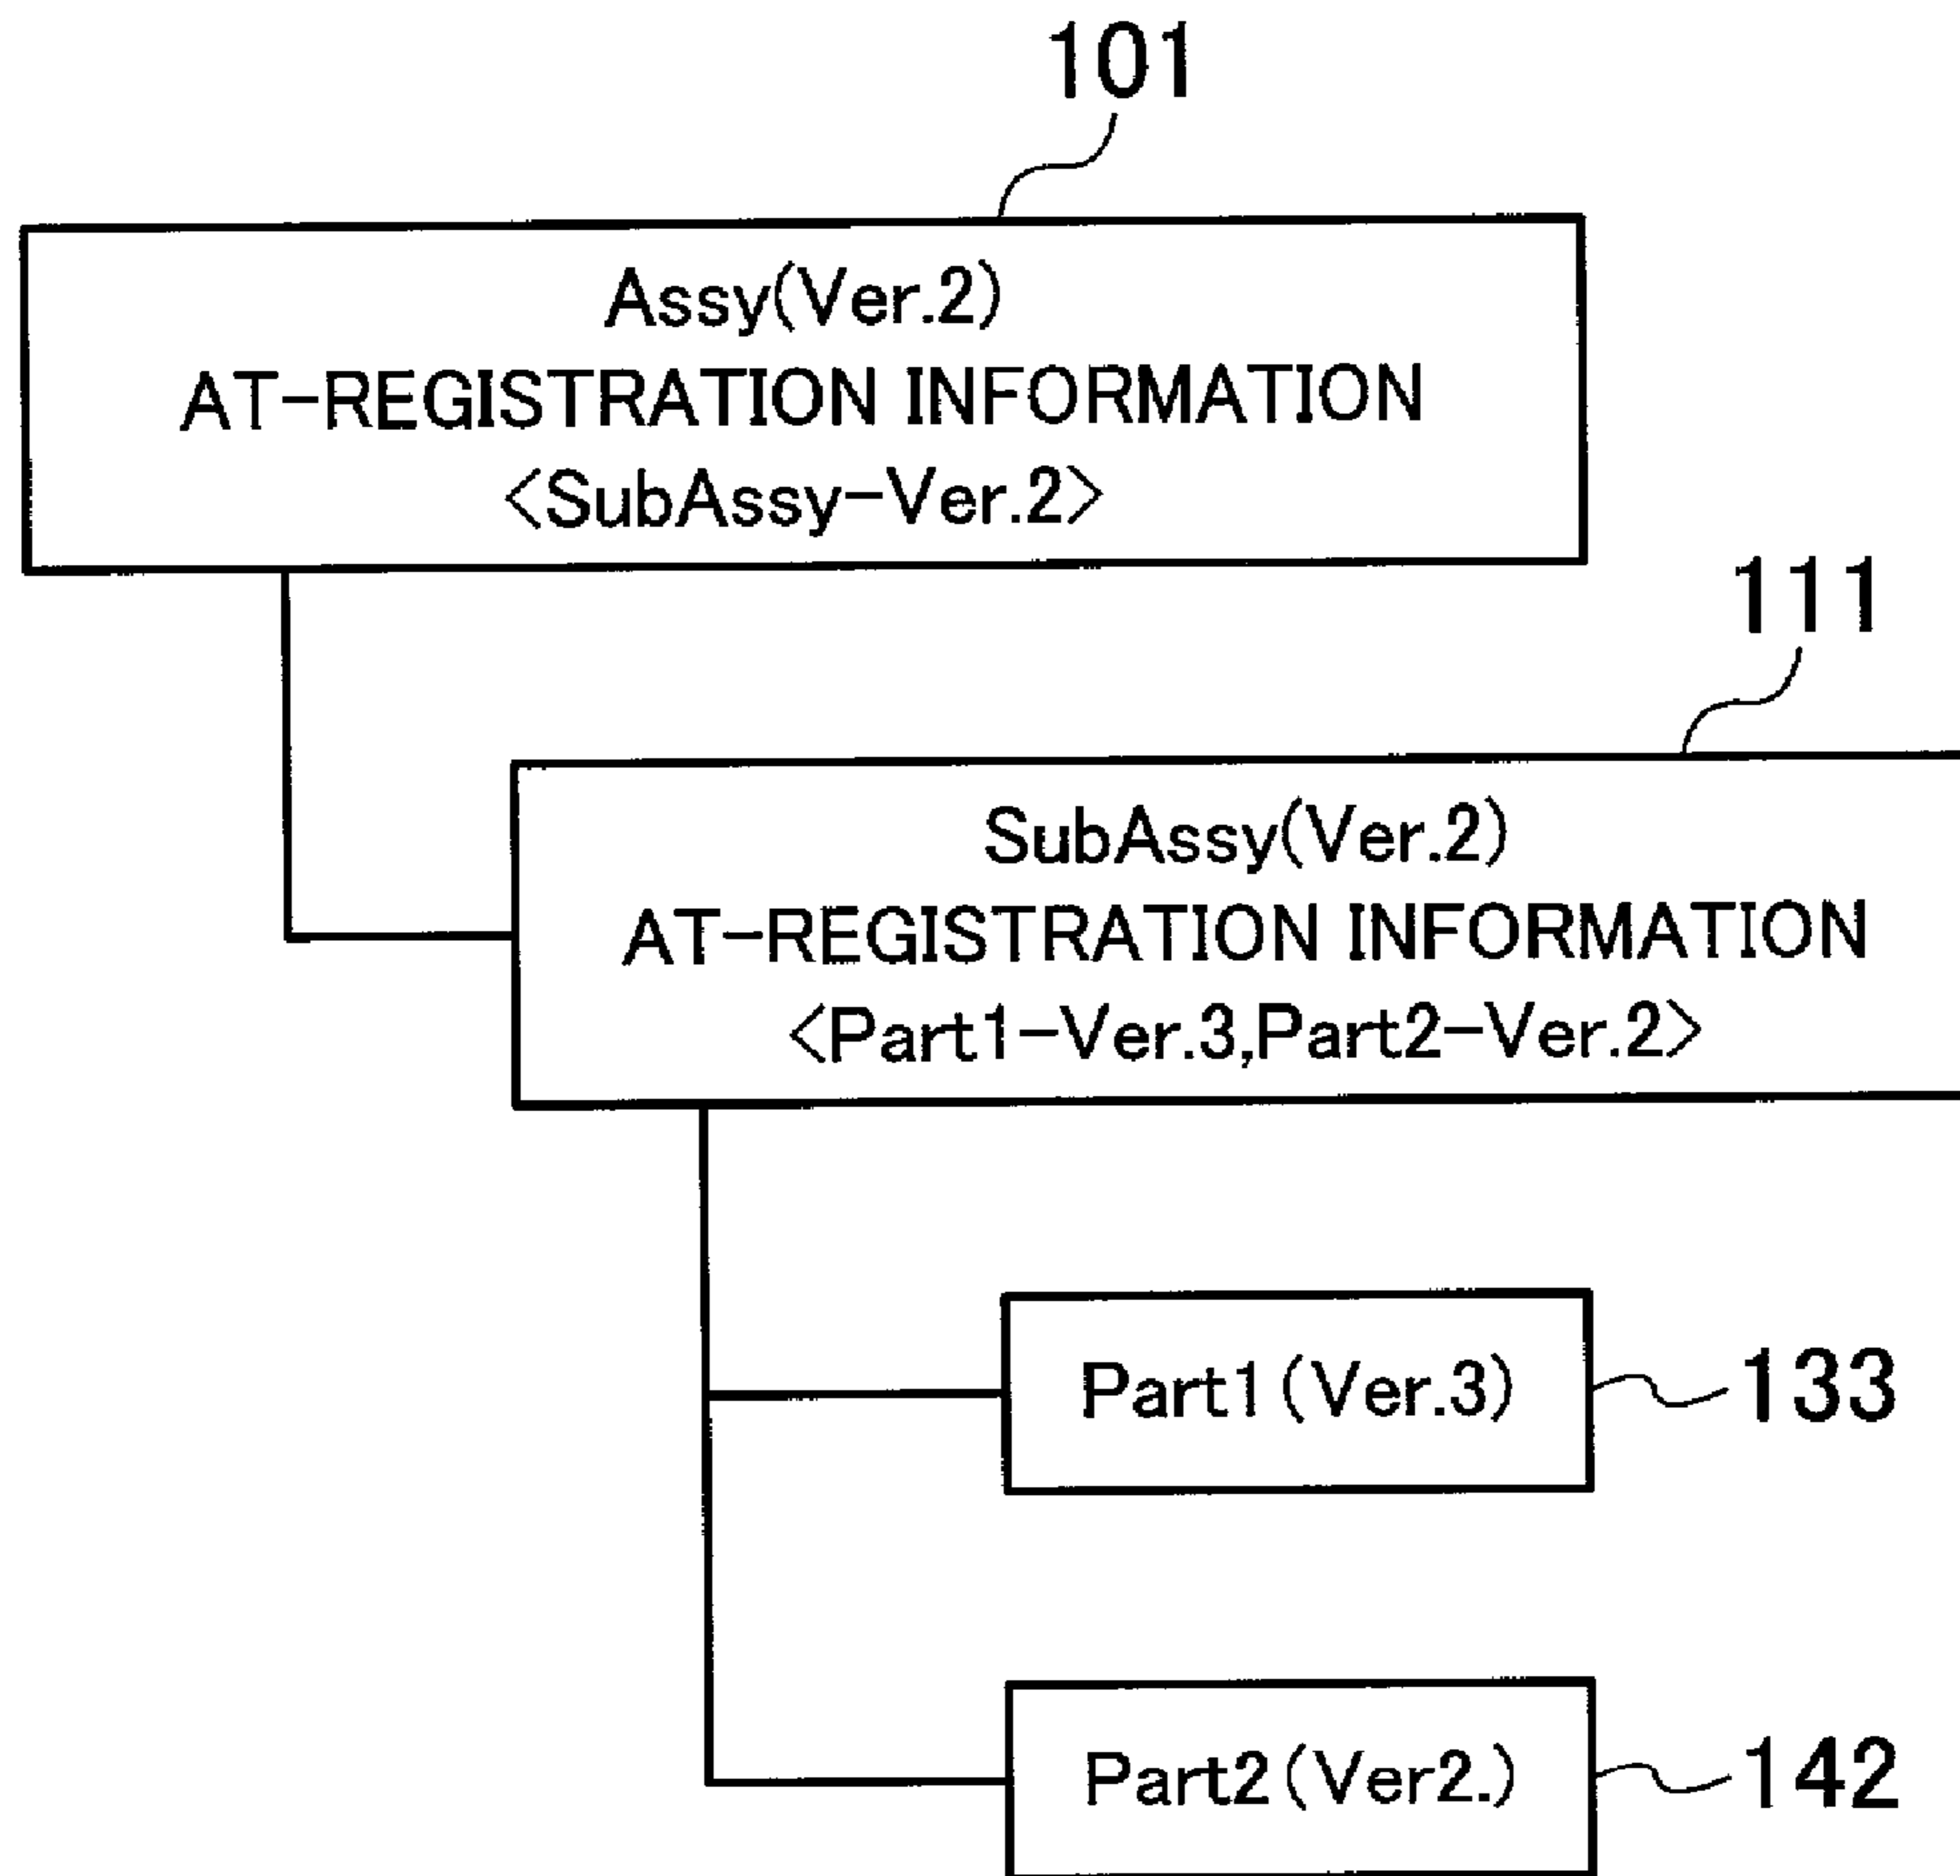 101
Assy(Ver.2)
AT-REGISTRATION INFORMATION
<SubAssy-Ver.2>
111
SubAssy(Ver.2)
AT-REGISTRATION INFORMATION
<Part1-Ver.3,Part2-Ver.2>
Part1(Ver.3)
133
Part2(Ver2.)
142